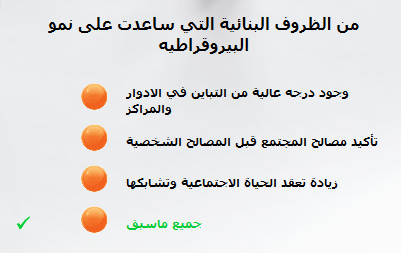 من الظروف البنائية التي ساعدت على نمو
البيروقراطيه
وجود درجه عالية من التباين في الادوار
والمراكز
تأكيد مصالح المجتمع قبل المصالح الشخصية
زيادة تعقد الحياة الاجتماعية وتشابكها
جميع ماسبق